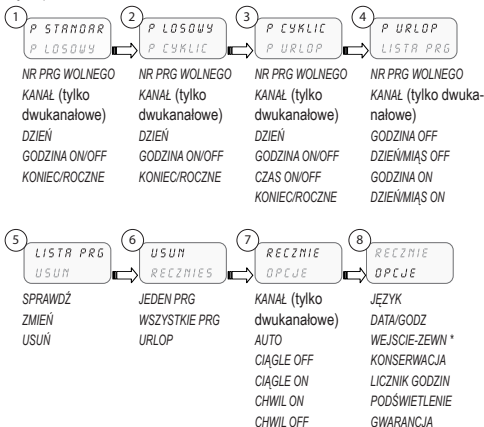 1
P STANDAR
P LOSOWY
NR PRG WOLNEGO
KANAŁ (tylko
dwukanałowe)
DZIEŃ
GODZINA ON/OFF
KONIEC/ROCZNE
2
P LOSOWY
P CYKLIC
NR PRG WOLNEGO
KANAŁ (tylko
dwukanałowe)
DZIEŃ
GODZINA ON/OFF
KONIEC/ROCZNE
3
P CYKLIC
P URLOP
NR PRG WOLNEGO
KANAŁ (tylko
dwukanałowe)
DZIEŃ
GODZINA ON/OFF
CZAS ON/OFF
KONIEC/ROCZNE
4
P URLOP
LISTA PRG
NR PRG WOLNEGO
KANAŁ (tylko dwuka-
nałowe)
GODZINA OFF
DZIEŃ/MIĄS OFF
GODZINA ON
DZIEŃ/MIĄS ON
5
LISTA PRG
USUN
SPRAWDŹ
ZMIEŃ
USUŃ
6
USUN
RECZNIES
JEDEN PRG
WSZYSTKIE PRG
URLOP
7
RECZNIE
OPCJE
KANAŁ (tylko
dwukanałowe)
AUTO
CIĄGLE OFF
CIĄGLE ON
CHWIL ON
CHWIL OFF
8
RECZNIE
OPCJE
JĘZYK
DATA/GODZ
WEJSCIE-ZEWN *
KONSERWACJA
LICZNIK GODZIN
PODŚWIETLENIE
GWARANCJA